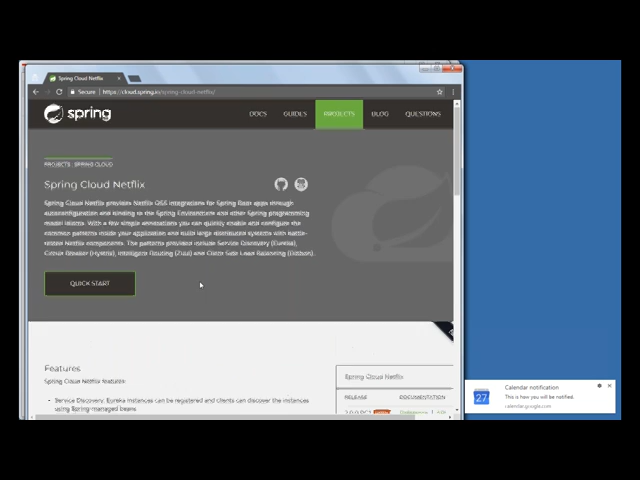 Spring Cloud Netflix
Secure https://cloud.spring.io/spring-cloud-netflix/
spring DOCS GUIDES PROJECTS BLOG QUESTIONS
PROJECTS SPRING CLOUD
Spring Cloud Netflix
Spring Cloud Netflix provides Netflix OSS integrations for Spring Boot apps through
autoconfiguration and binding to the Spring Environment and other Spring programming
model idioms. With a few simple annotations you can quickly enable and configure the
common patterns inside your application and build large distributed systems with battle-
tested Netflix components. The patterns provided include Service Discovery (Eureka),
Circuit Breaker (Hystrix), Intelligent Routing (Zuul) and Client Side Load Balancing (Ribbon).
QUICK START
Features
Spring Cloud Netflix features:
Service Discovery: Eureka instances can be registered and clients can discover the instances
using Spring-managed beans
Spring Cloud Netflix
RELEASE DOCUMENTATION
27
Calendar notification
This is how you will be notified.
calendar.google.com